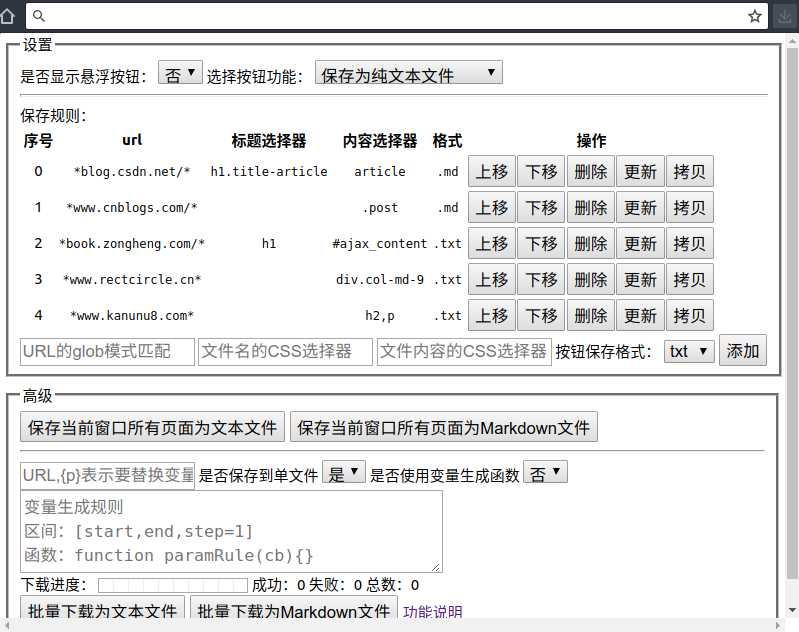 设置
是否显示悬浮按钮： 否 选择按钮功能： 保存为纯文本文件
保存规则：
序号 url 标题选择器 内容选择器 格式 操作
0 *blog.csdn.net/* h1.title-article article .md 上移 下移 删除 更新 拷贝
1 *www.cnblogs.com/* .post .md 上移 下移 删除 更新 拷贝
2 *book.zongheng.com/* h1 #ajax_content .txt 上移 下移 删除 更新 拷贝
3 *www.rectcircle.cn* div.col-md-9 .txt 上移 下移 删除 更新 拷贝
4 *www.kanunu8.com* h2,p .txt 上移 下移 删除 更新 拷贝
URL的glob模式匹配 文件名的CSS选择器 文件内容的CSS选择器 按钮保存格式： txt 添加
高级
保存当前窗口所有页面为文本文件 保存当前窗口所有页面为Markdown文件
URL,{p}表示要替换变量 是否保存到单文件 是 是否使用变量生成函数 否
变量生成规则
区间：[start,end,step=1]
函数：function paramRule(cb){}
下载进度： 成功：0 失败：0 总数：0
批量下载为文本文件 批量下载为Markdown文件 功能说明